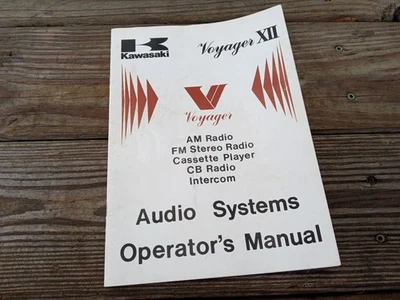 Kawasaki
Voyager XII
Voyager
AM Radio
FM Stereo Radio
Cassette Player
CB Radio
Intercom
Audio Systems
Operator's Manual